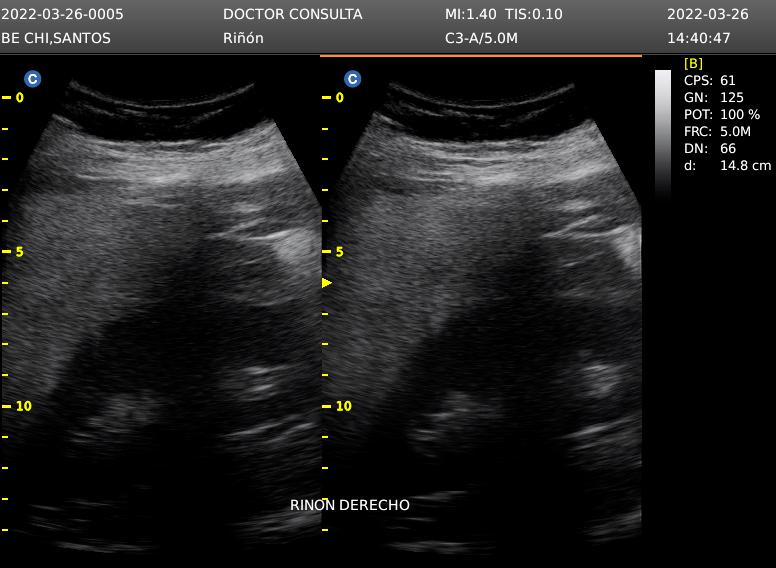 2022-03-26-0005 DOCTOR CONSULTA MI:1.40 TIS:0.10 2022-03-26
BE CHI,SANTOS Riñón C3-A/5.0M 14:40:47
[B]
CPS: 61
GN: 125
POT: 100 %
FRC: 5.0M
DN: 66
d: 14.8 cm
C C
0 0
5 5
10 10
RINON DERECHO